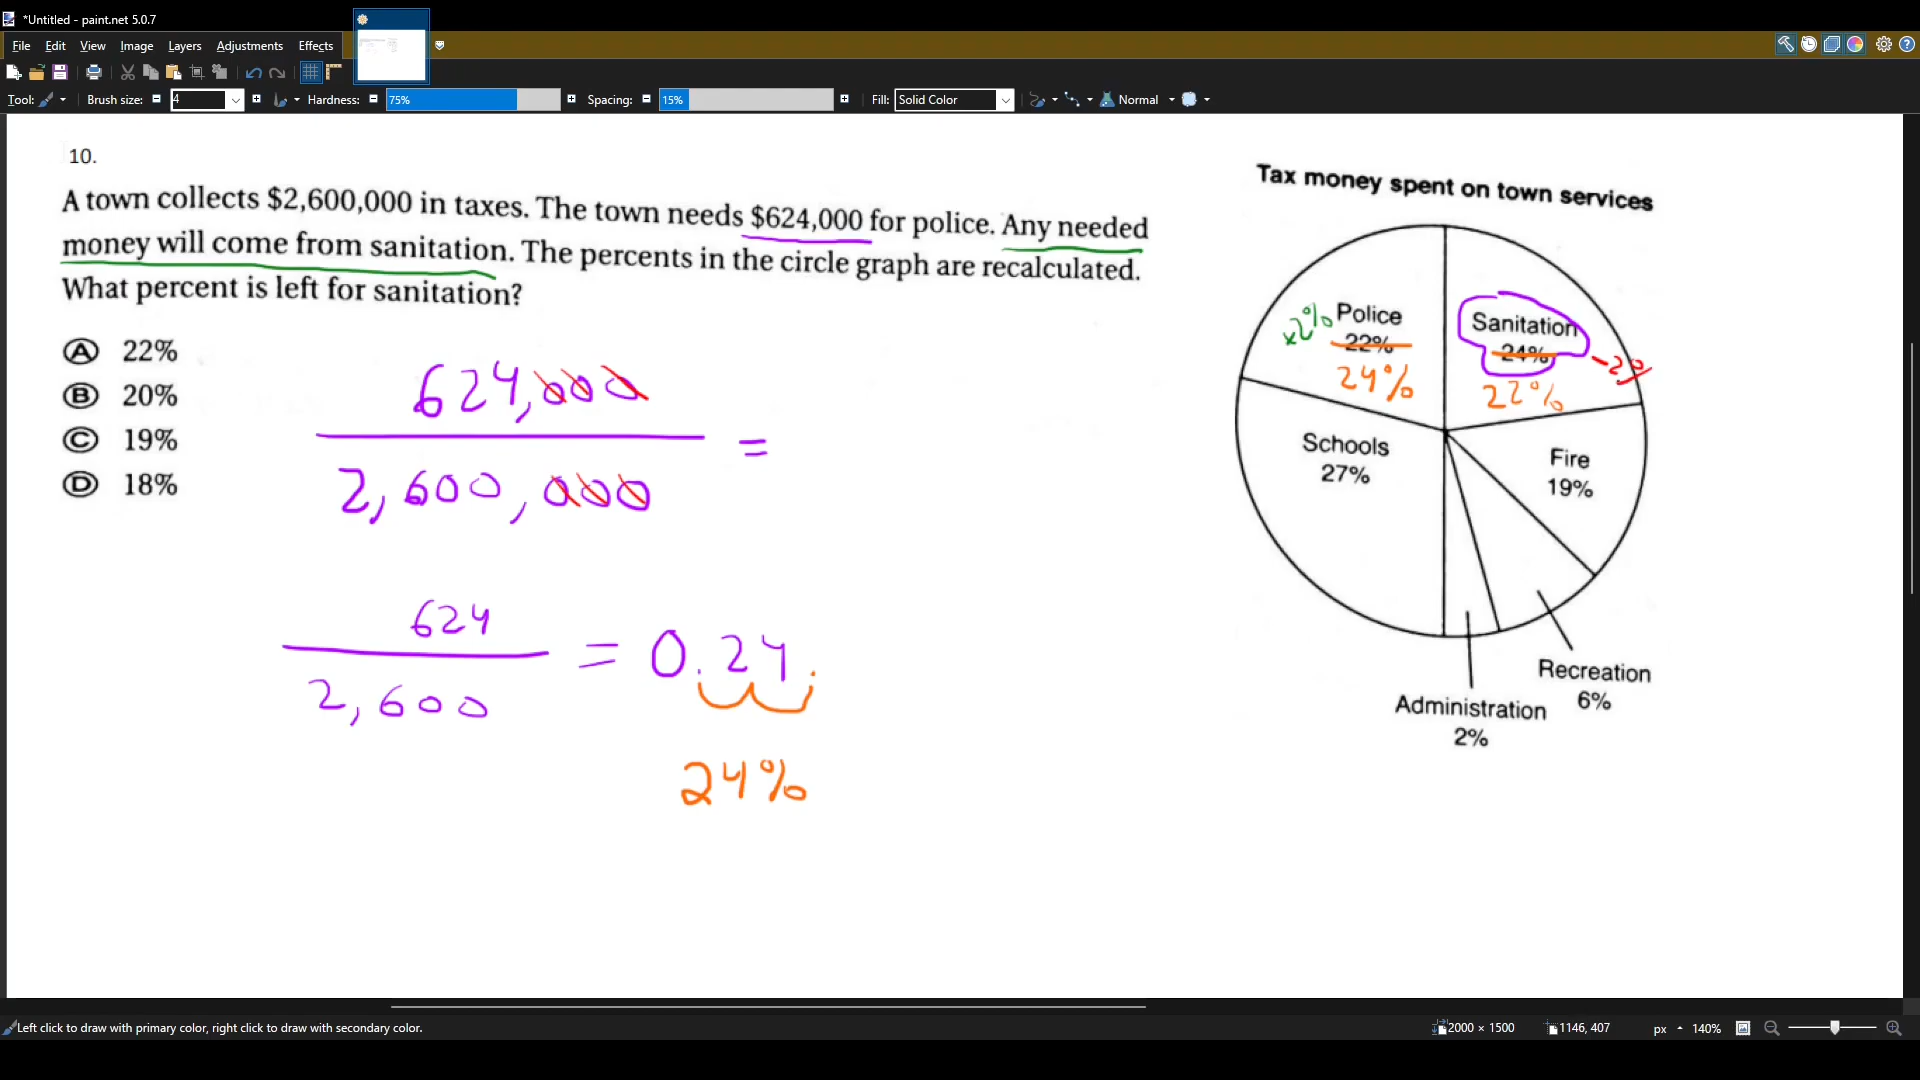 *Untitled - paint.net 5.0.7
File Edit View Image Layers Adjustments Effects
Tool: Brush size: 4 Hardness: 75% Spacing: 15% Fill: Solid Color Normal
10.
A town collects $2,600,000 in taxes. The town needs $624,000 for police. Any needed
money will come from sanitation. The percents in the circle graph are recalculated.
What percent is left for sanitation?
A 22%
B 20%
C 19%
D 18%
624,000
=
2,600,000
624
= 0.24.
2,600
24%
Tax money spent on town services
Police
22%
24%
Sanitation
24%
22%
Schools
27%
Fire
19%
Recreation
6%
Administration
2%
Left click to draw with primary color, right click to draw with secondary color.
2000 × 1500
1146, 407
px
140%